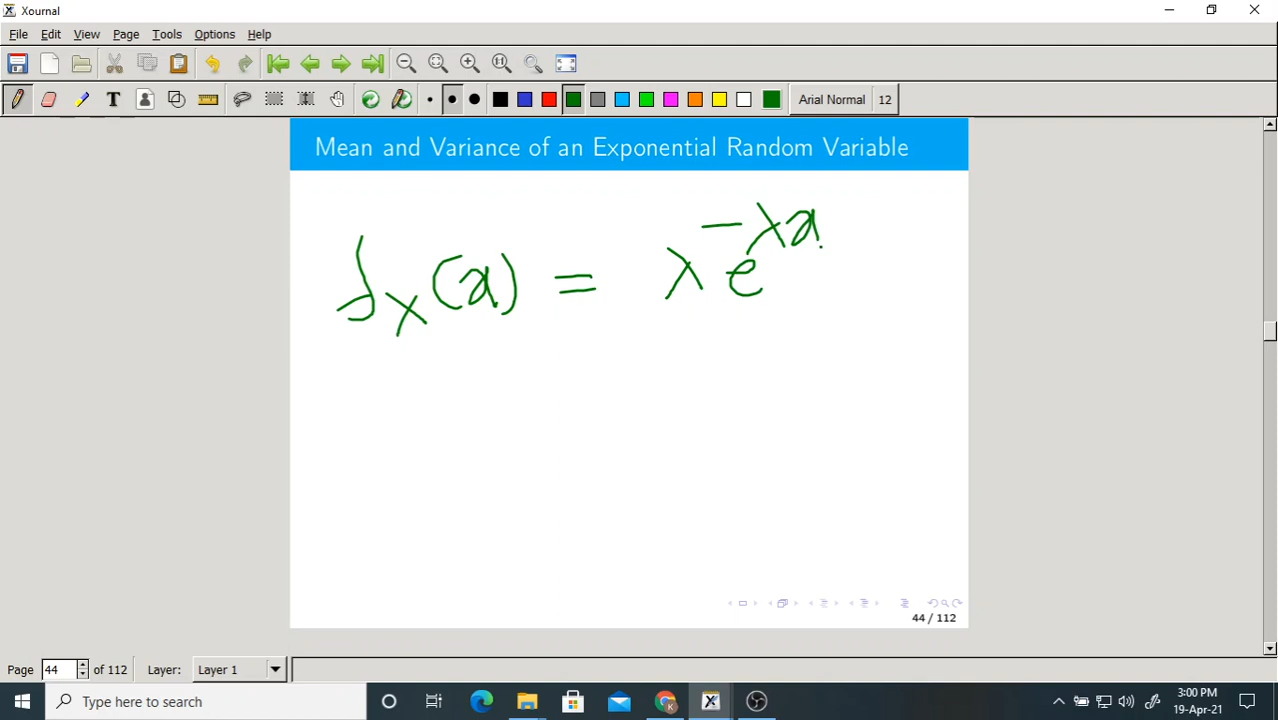 Xournal
File Edit View Page Tools Options Help
Arial Normal 12
Mean and Variance of an Exponential Random Variable
f_X(x) = λ e^{-λx}
44 / 112
Page 44 of 112 Layer: Layer 1
Type here to search
3:00 PM
19-Apr-21